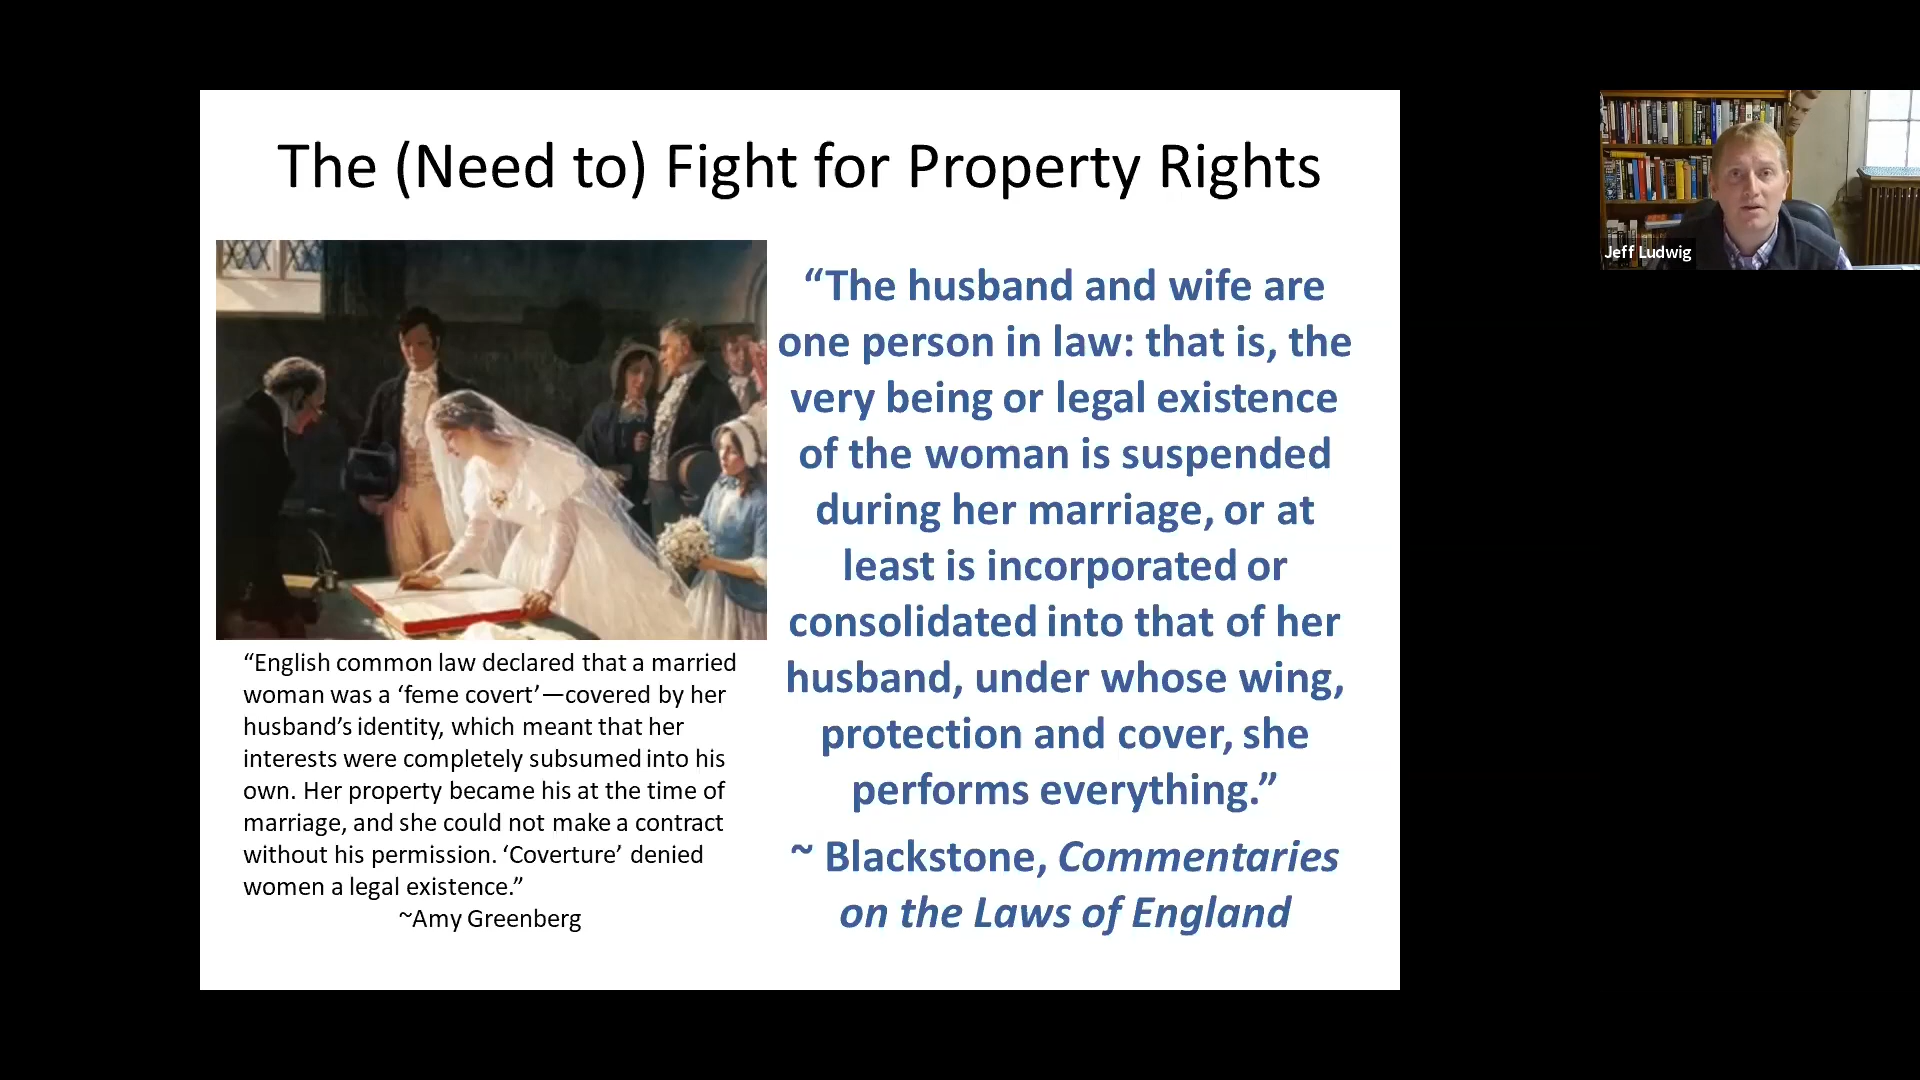 The (Need to) Fight for Property Rights
“English common law declared that a married
woman was a ‘feme covert’—covered by her
husband’s identity, which meant that her
interests were completely subsumed into his
own. Her property became his at the time of
marriage, and she could not make a contract
without his permission. ‘Coverture’ denied
women a legal existence.”
~Amy Greenberg
“The husband and wife are
one person in law: that is, the
very being or legal existence
of the woman is suspended
during her marriage, or at
least is incorporated or
consolidated into that of her
husband, under whose wing,
protection and cover, she
performs everything.”
~ Blackstone, Commentaries
on the Laws of England
Jeff Ludwig